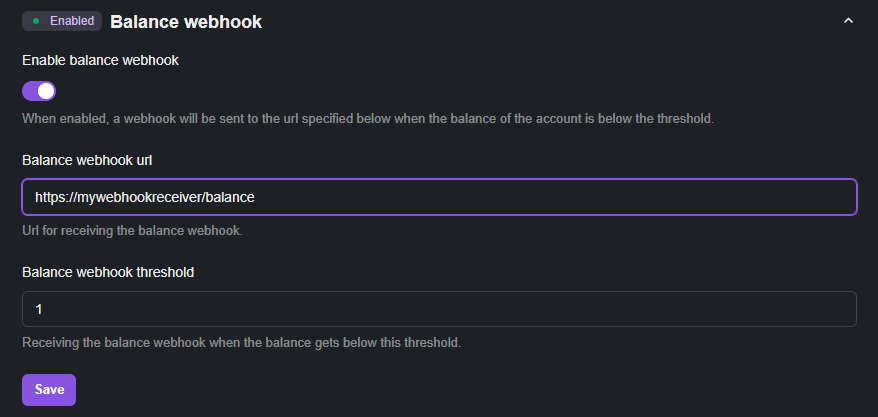 Enabled Balance webhook
Enable balance webhook
When enabled, a webhook will be sent to the url specified below when the balance of the account is below the threshold.
Balance webhook url
https://mywebhookreceiver/balance
Url for receiving the balance webhook.
Balance webhook threshold
1
Receiving the balance webhook when the balance gets below this threshold.
Save